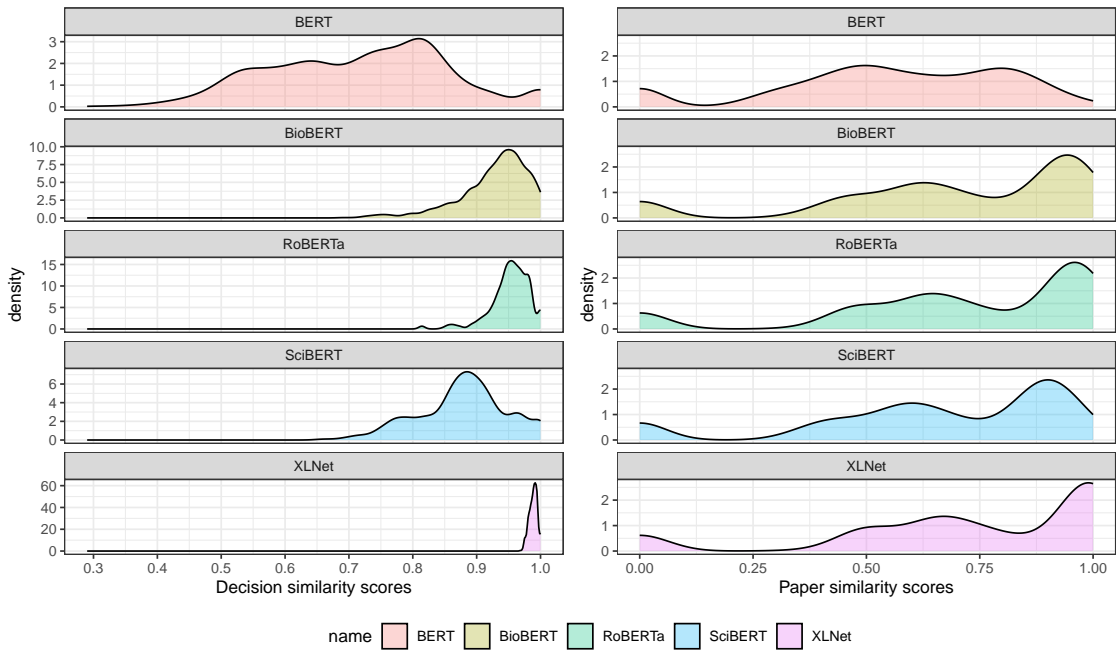 BERT
3
2
1
0
BioBERT
10.0
7.5
5.0
2.5
0.0
RoBERTa
15
10
5
0
SciBERT
6
4
2
0
XLNet
60
40
20
0
density
0.3 0.4 0.5 0.6 0.7 0.8 0.9 1.0
Decision similarity scores
BERT
2
1
0
BioBERT
2
1
0
RoBERTa
2
1
0
SciBERT
2
1
0
XLNet
2
1
0
density
0.00 0.25 0.50 0.75 1.00
Paper similarity scores
name BERT BioBERT RoBERTa SciBERT XLNet